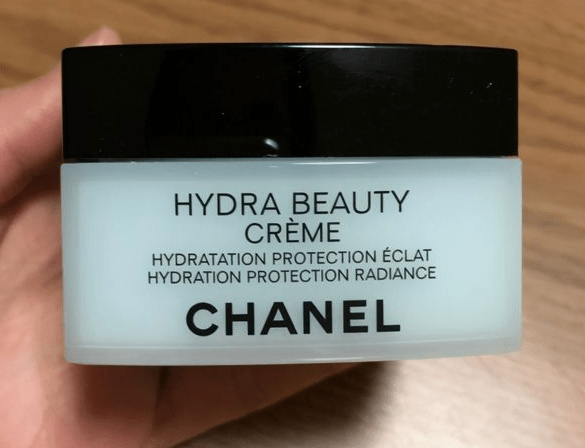 HYDRA BEAUTY
CRÈME
HYDRATATION PROTECTION ÉCLAT
HYDRATION PROTECTION RADIANCE
CHANEL